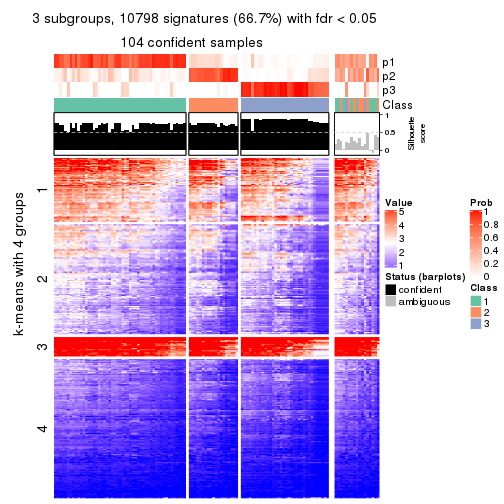 3 subgroups, 10798 signatures (66.7%) with fdr < 0.05
104 confident samples
p1
p2
p3
Class
1
0.5
0
Silhouette
score
k-means with 4 groups
1
2
3
4
Value
5
4
3
2
1
Status (barplots)
confident
ambiguous
Prob
1
0.8
0.6
0.4
0.2
0
Class
1
2
3